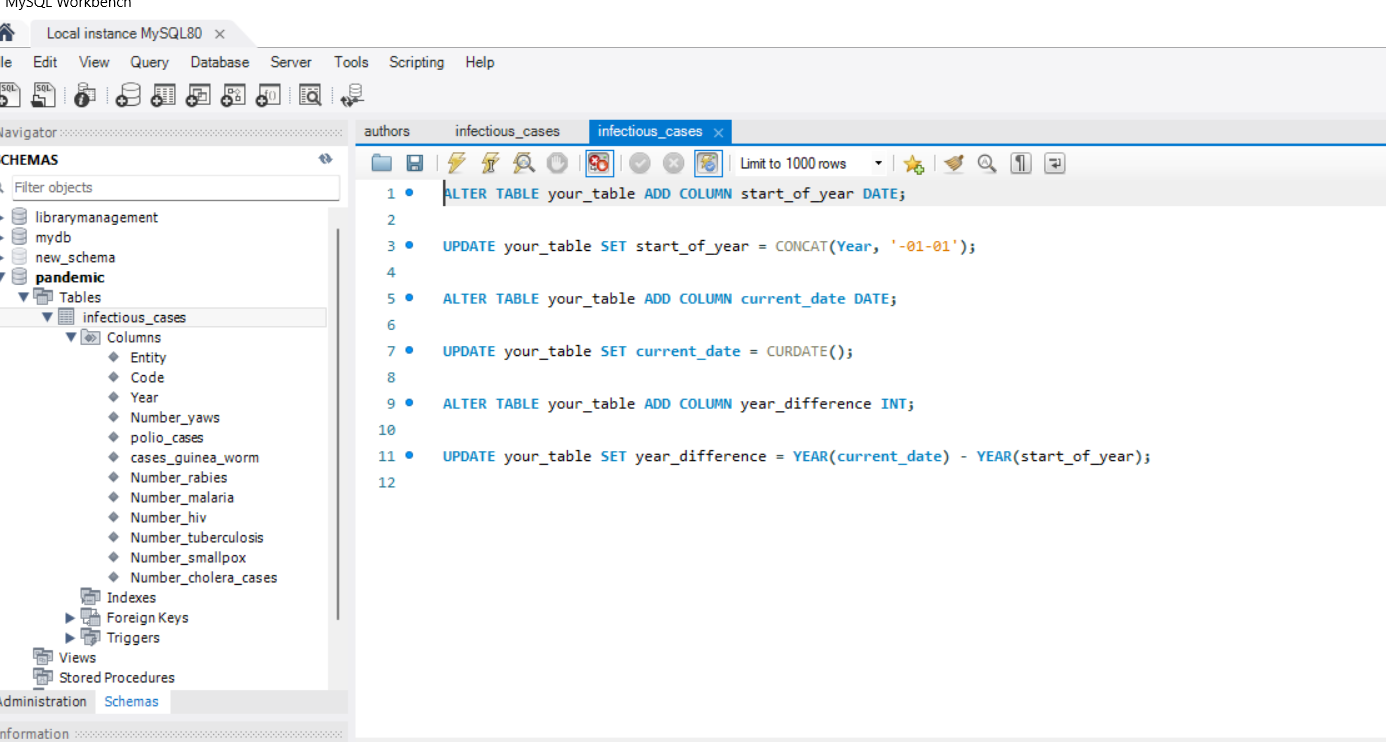 MySQL Workbench
Local instance MySQL80
le Edit View Query Database Server Tools Scripting Help
Navigator
SCHEMAS
Filter objects
librarymanagement
mydb
new_schema
pandemic
Tables
infectious_cases
Columns
Entity
Code
Year
Number_yaws
polio_cases
cases_guinea_worm
Number_rabies
Number_malaria
Number_hiv
Number_tuberculosis
Number_smallpox
Number_cholera_cases
Indexes
Foreign Keys
Triggers
Views
Stored Procedures
Administration Schemas
Information
authors infectious_cases infectious_cases
Limit to 1000 rows
1 ALTER TABLE your_table ADD COLUMN start_of_year DATE;
2
3 UPDATE your_table SET start_of_year = CONCAT(Year, '-01-01');
4
5 ALTER TABLE your_table ADD COLUMN current_date DATE;
6
7 UPDATE your_table SET current_date = CURDATE();
8
9 ALTER TABLE your_table ADD COLUMN year_difference INT;
10
11 UPDATE your_table SET year_difference = YEAR(current_date) - YEAR(start_of_year);
12